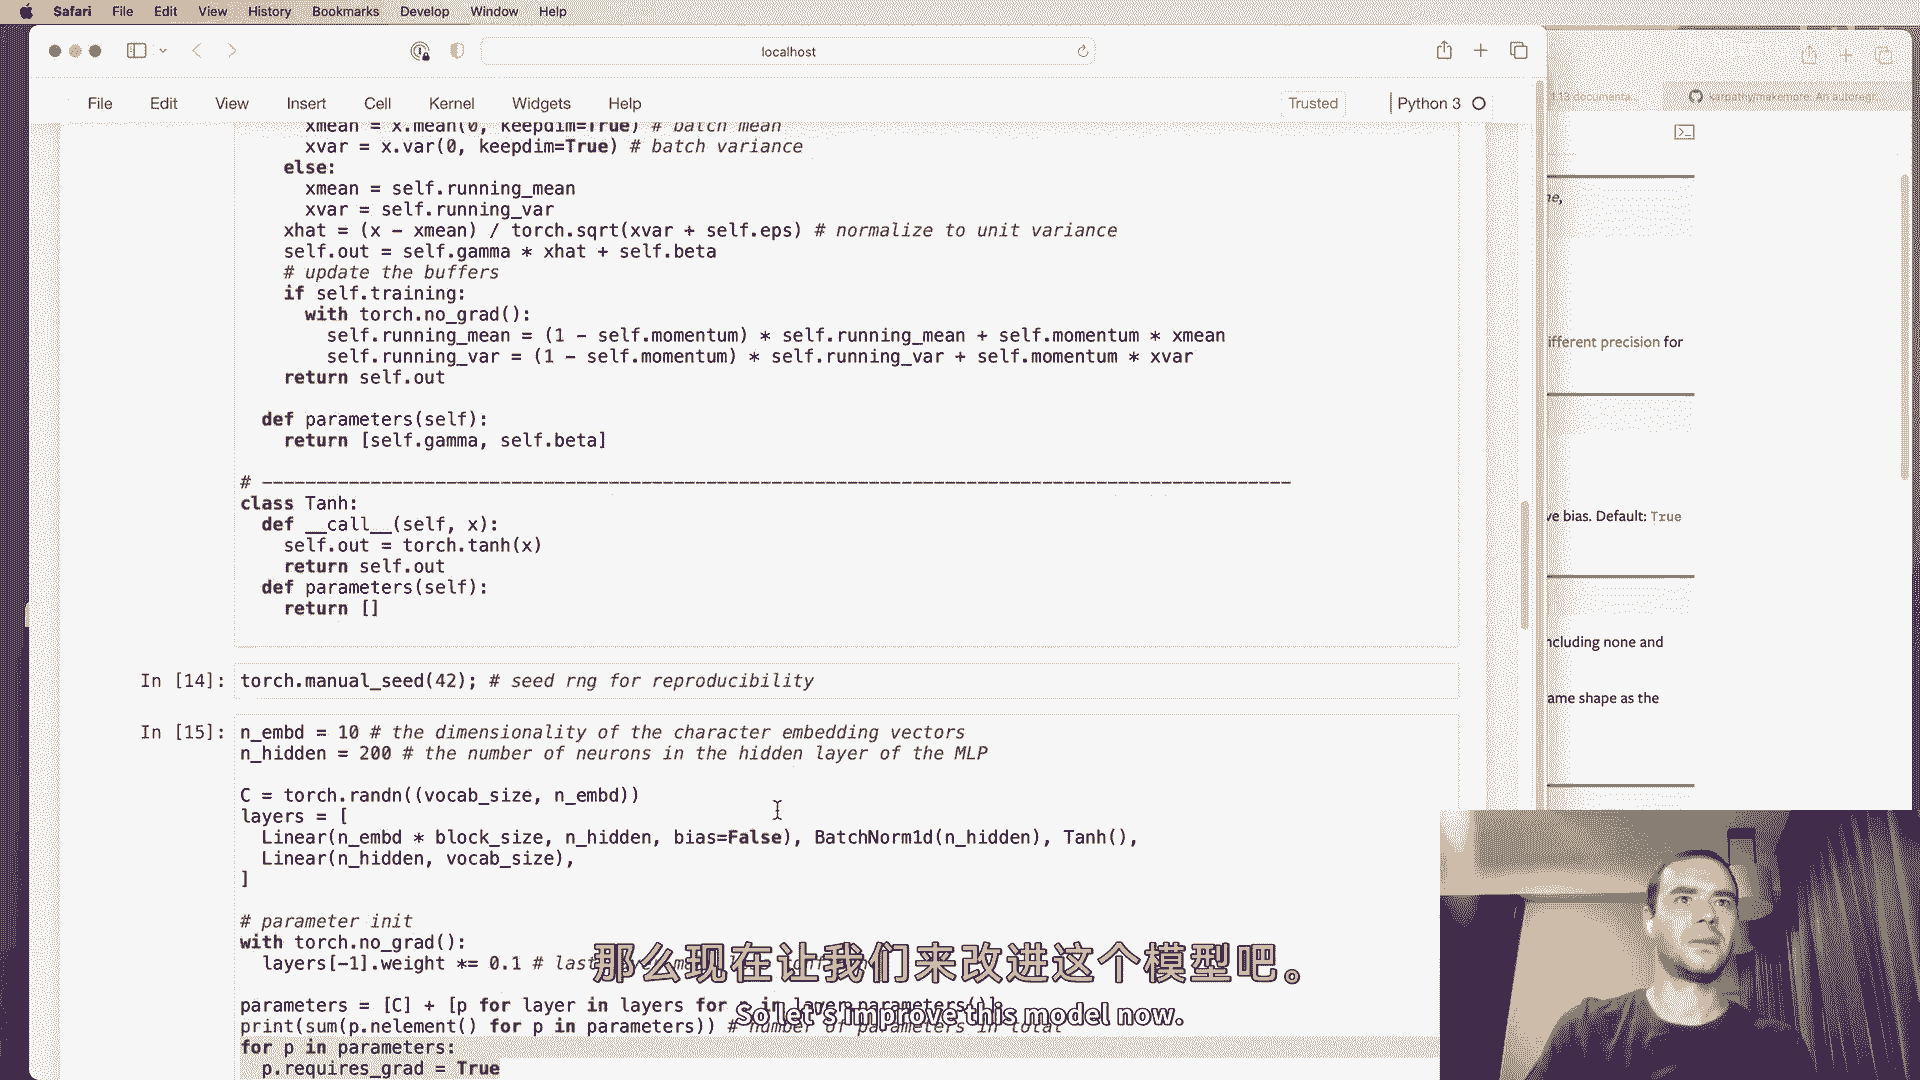 Safari File Edit View History Bookmarks Develop Window Help
localhost
File Edit View Insert Cell Kernel Widgets Help
Trusted
Python 3
1.13 documenta...
karpathy/makemore: An autoregr...
xmean = x.mean(0, keepdim=True) # batch mean
xvar = x.var(0, keepdim=True) # batch variance
else:
xmean = self.running_mean
xvar = self.running_var
xhat = (x - xmean) / torch.sqrt(xvar + self.eps) # normalize to unit variance
self.out = self.gamma * xhat + self.beta
# update the buffers
if self.training:
with torch.no_grad():
self.running_mean = (1 - self.momentum) * self.running_mean + self.momentum * xmean
self.running_var = (1 - self.momentum) * self.running_var + self.momentum * xvar
return self.out
def parameters(self):
return [self.gamma, self.beta]
# ----------------------------------------------------------------------------------------------
class Tanh:
def __call__(self, x):
self.out = torch.tanh(x)
return self.out
def parameters(self):
return []
In [14]: torch.manual_seed(42); # seed rng for reproducibility
In [15]: n_embd = 10 # the dimensionality of the character embedding vectors
n_hidden = 200 # the number of neurons in the hidden layer of the MLP
C = torch.randn((vocab_size, n_embd))
layers = [
Linear(n_embd * block_size, n_hidden, bias=False), BatchNorm1d(n_hidden), Tanh(),
Linear(n_hidden, vocab_size),
]
# parameter init
with torch.no_grad():
layers[-1].weight *= 0.1 # las
parameters = [C] + [p for layer in layers for p in layer.parameters()]
print(sum(p.nelement() for p in parameters)) # number of parameters in total
for p in parameters:
p.requires_grad = True
ifferent precision for
ve bias. Default: True
ncluding none and
ame shape as the
那么现在让我们来改进这个模型吧。
So let's improve this model now.